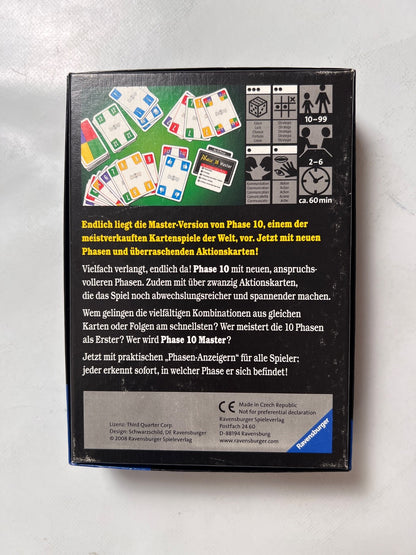 Phase 10 Master
10–99
2–6
ca. 60 min
Endlich liegt die Master-Version von Phase 10, einem der
meistverkauften Kartenspiele der Welt, vor. Jetzt mit neuen
Phasen und überraschenden Aktionskarten!
Vielfach verlangt, endlich da! Phase 10 mit neuen, anspruchs-
volleren Phasen. Zudem mit über zwanzig Aktionskarten,
die das Spiel noch abwechslungsreicher und spannender machen.
Wem gelingen die vielfältigen Kombinationen aus gleichen
Karten oder Folgen am schnellsten? Wer meistert die 10 Phasen
als Erster? Wer wird Phase 10 Master?
Jetzt mit praktischen „Phasen-Anzeigern“ für alle Spieler:
jeder erkennt sofort, in welcher Phase er sich befindet!
Lizenz: Third Quarter Corp.
Design: Schwarzschild, DE Ravensburger
© 2008 Ravensburger Spieleverlag
CE Made in Czech Republic
Not for preferential declaration
Ravensburger Spieleverlag
Postfach 24 60
D-88194 Ravensburg
www.ravensburger.com
Ravensburger